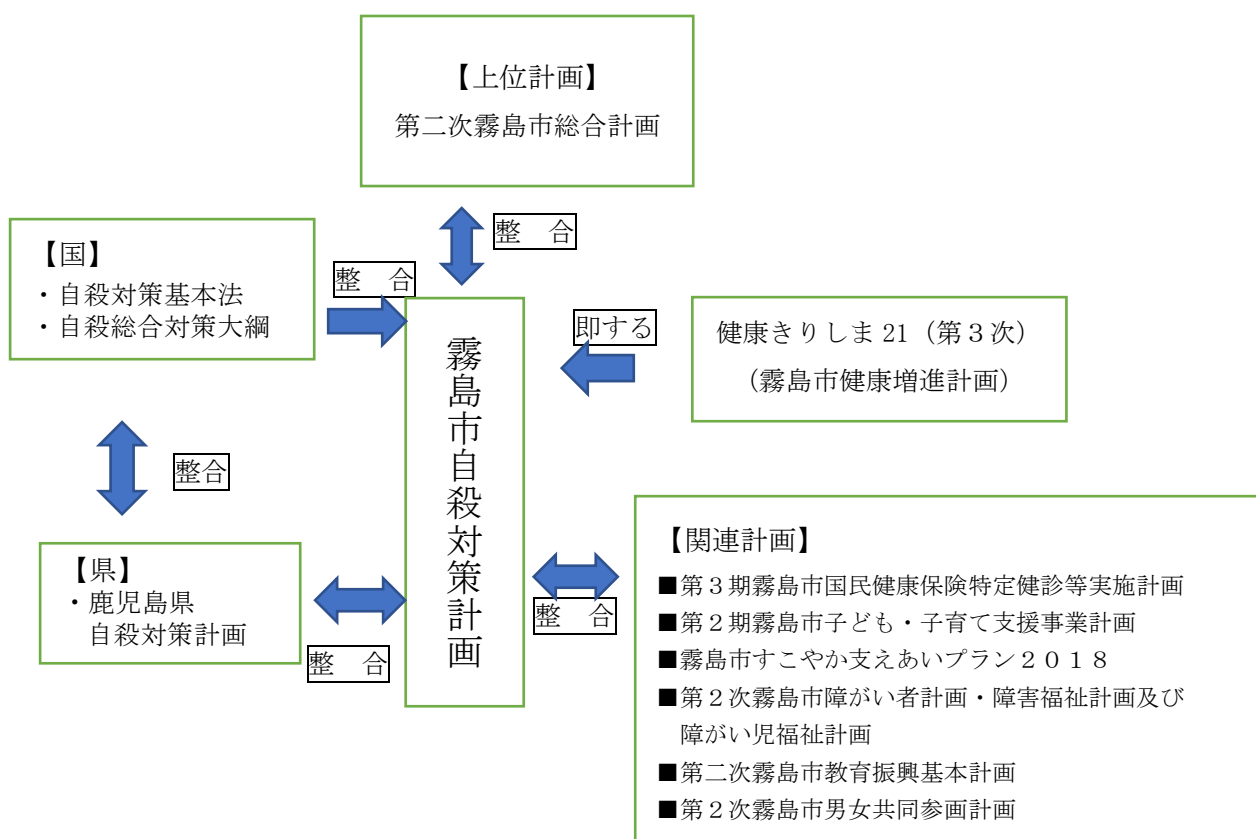 【上位計画】
第二次霧島市総合計画
整　合
【国】
・自殺対策基本法
・自殺総合対策大綱
整　合
霧島市自殺対策計画
即する
健康きりしま 21（第３次）
（霧島市健康増進計画）
整合
【県】
・鹿児島県
自殺対策計画
整　合
整　合
【関連計画】
■第３期霧島市国民健康保険特定健診等実施計画
■第２期霧島市子ども・子育て支援事業計画
■霧島市すこやか支えあいプラン２０１８
■第２次霧島市障がい者計画・障害福祉計画及び
障がい児福祉計画
■第二次霧島市教育振興基本計画
■第２次霧島市男女共同参画計画